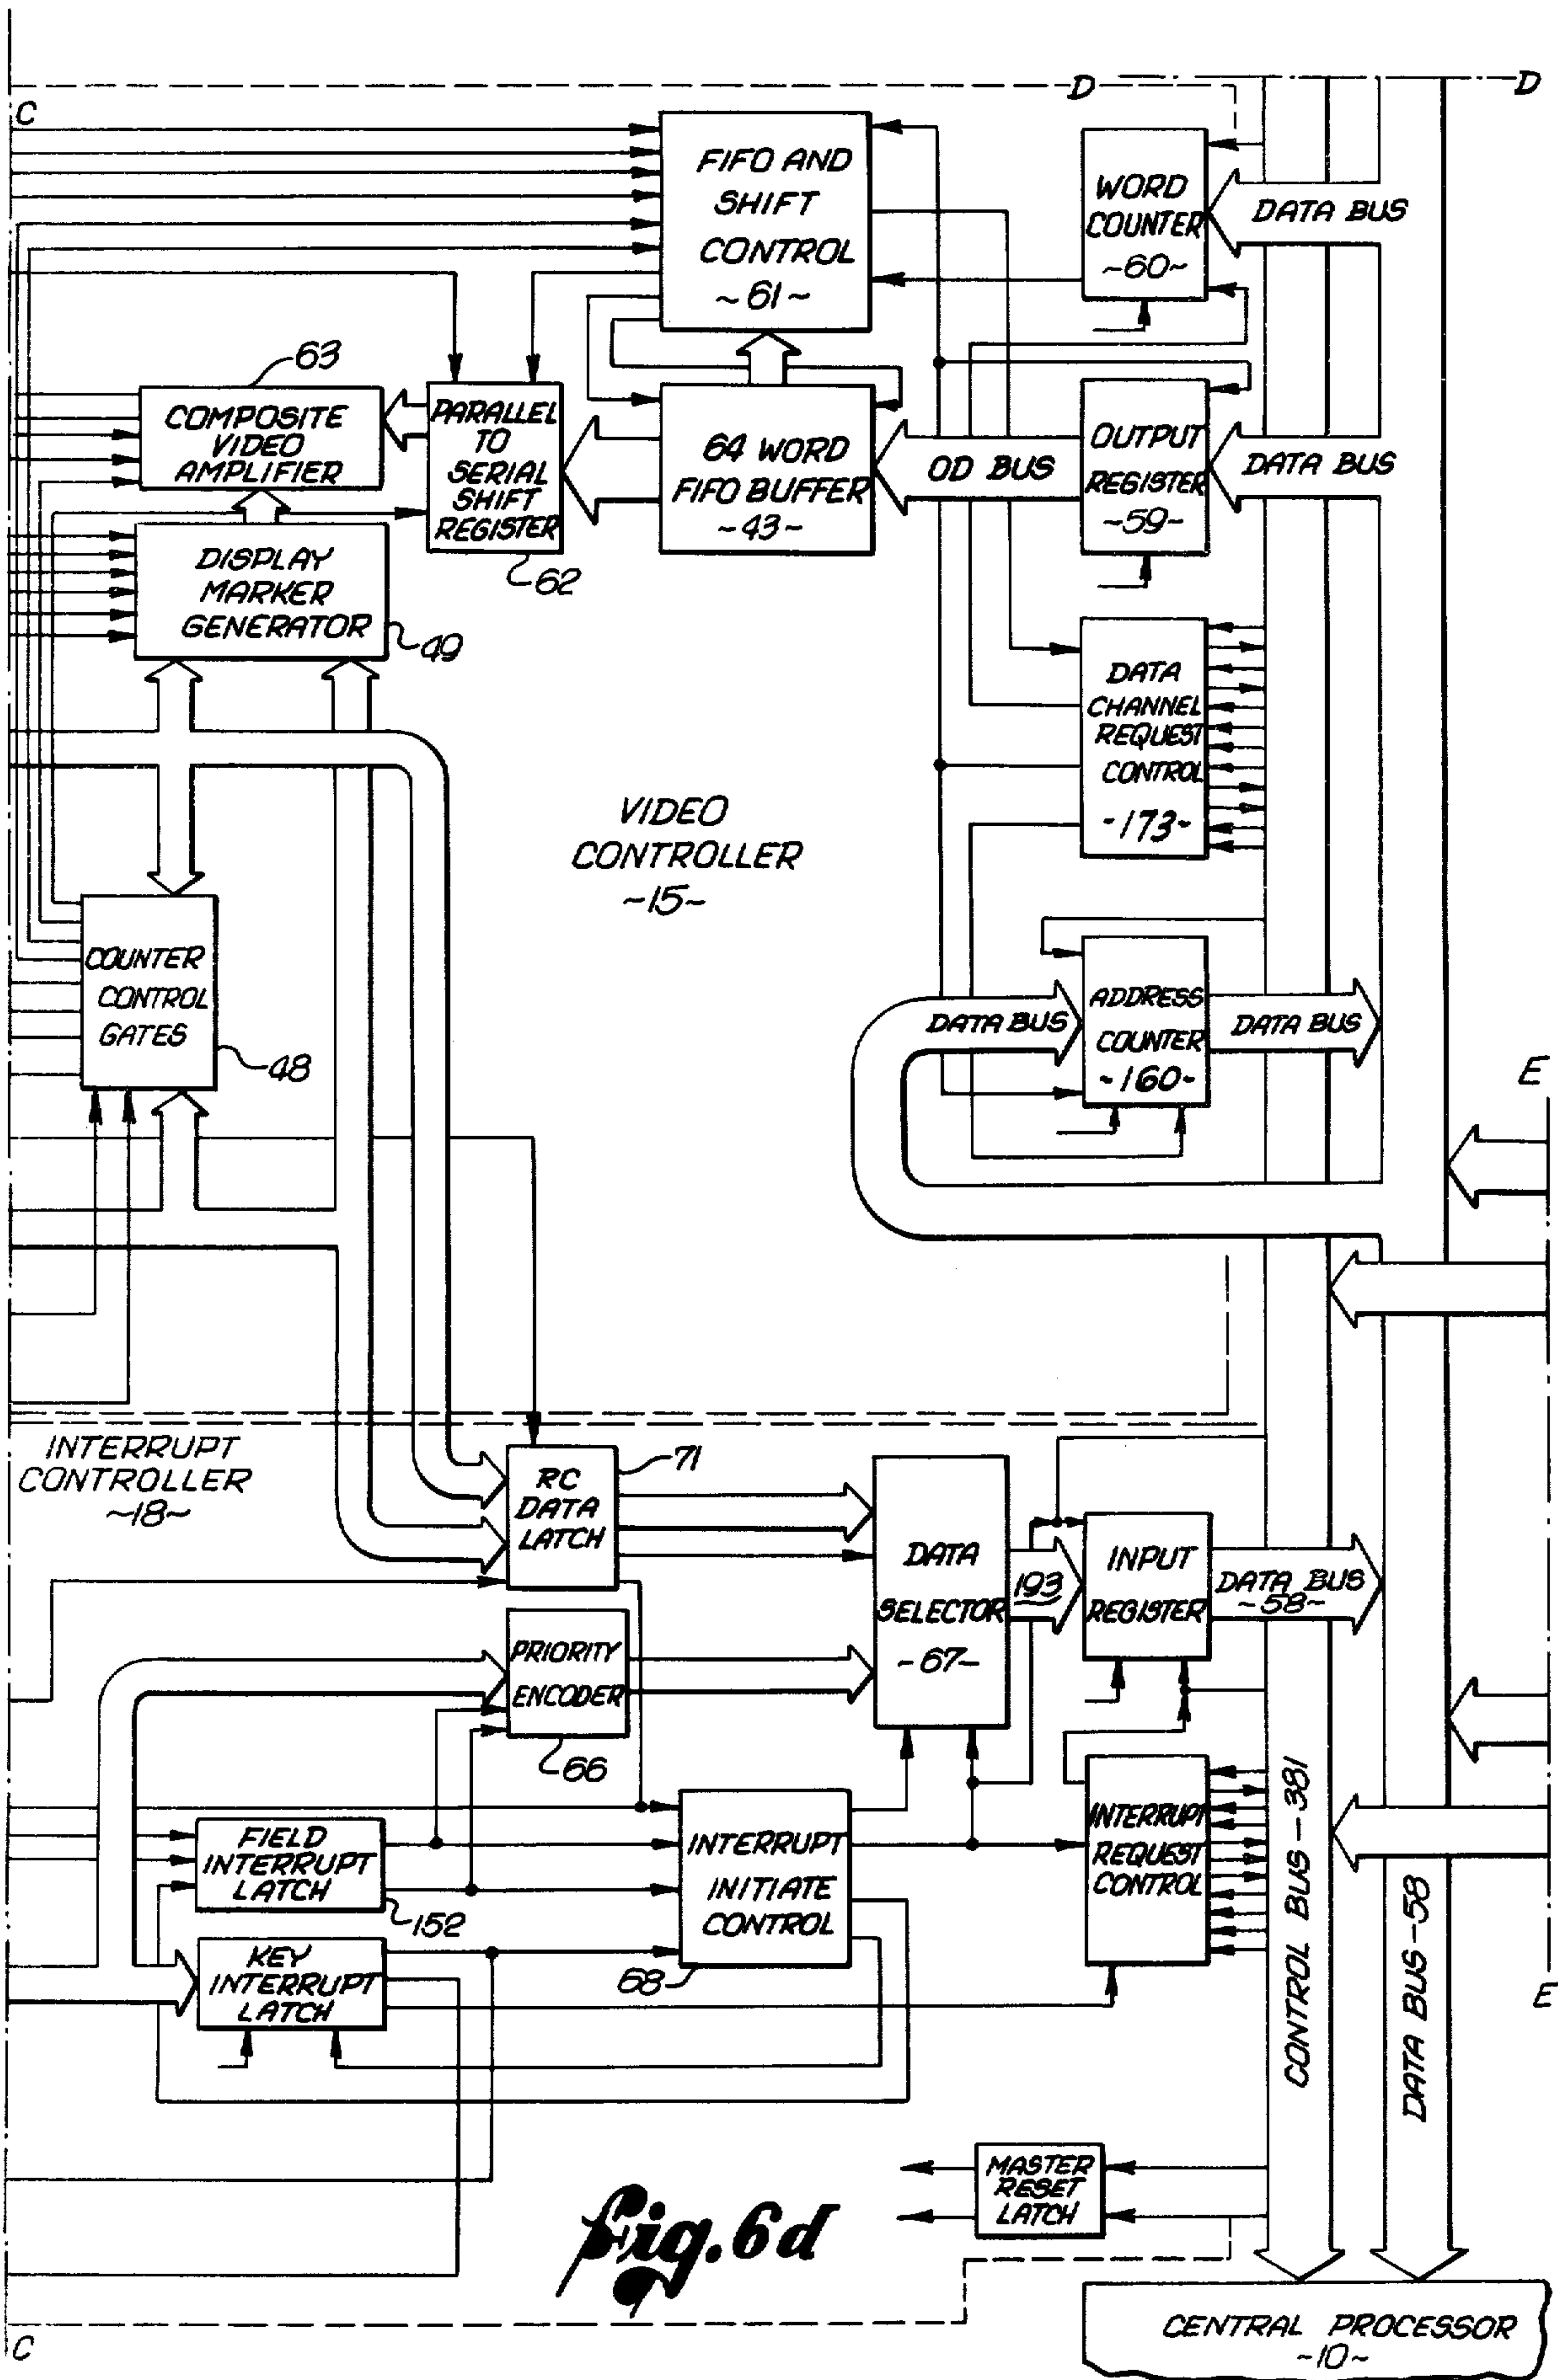 D
D
C
FIFO AND
SHIFT
CONTROL
~61~
WORD
COUNTER
~60~
DATA BUS
63
COMPOSITE
VIDEO
AMPLIFIER
PARALLEL
TO
SERIAL
SHIFT
REGISTER
62
64 WORD
FIFO BUFFER
~43~
OD BUS
OUTPUT
REGISTER
~59~
DATA BUS
DISPLAY
MARKER
GENERATOR
49
DATA
CHANNEL
REQUEST
CONTROL
~173~
VIDEO
CONTROLLER
~15~
COUNTER
CONTROL
GATES
48
DATA BUS
ADDRESS
COUNTER
~160~
DATA BUS
E
INTERRUPT
CONTROLLER
~18~
RC
DATA
LATCH
71
DATA
SELECTOR
~67~
193
INPUT
REGISTER
DATA BUS
~58~
PRIORITY
ENCODER
66
FIELD
INTERRUPT
LATCH
152
INTERRUPT
INITIATE
CONTROL
68
INTERRUPT
REQUEST
CONTROL
KEY
INTERRUPT
LATCH
CONTROL BUS-381
DATA BUS-58
E
MASTER
RESET
LATCH
Fig. 6d
CENTRAL PROCESSOR
~10~
C